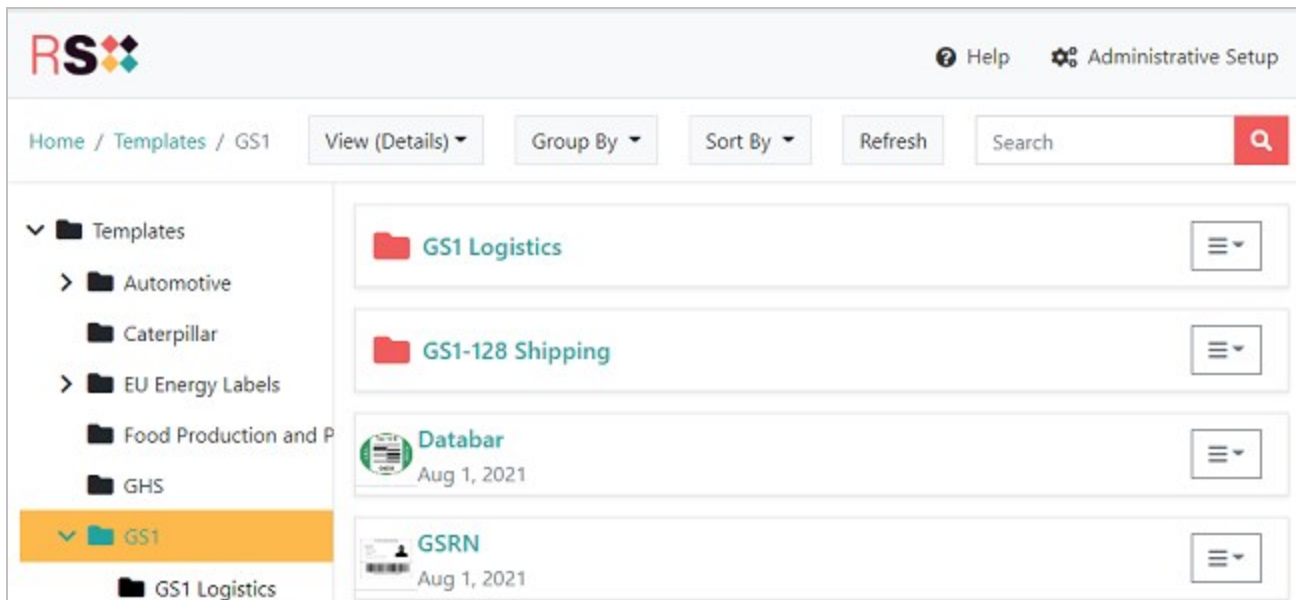 RS
Help Administrative Setup
Home / Templates / GS1 View (Details) Group By Sort By Refresh Search
Templates
Automotive
Caterpillar
EU Energy Labels
Food Production and P
GHS
GS1
GS1 Logistics
GS1 Logistics
GS1-128 Shipping
Databar
Aug 1, 2021
GSRN
Aug 1, 2021